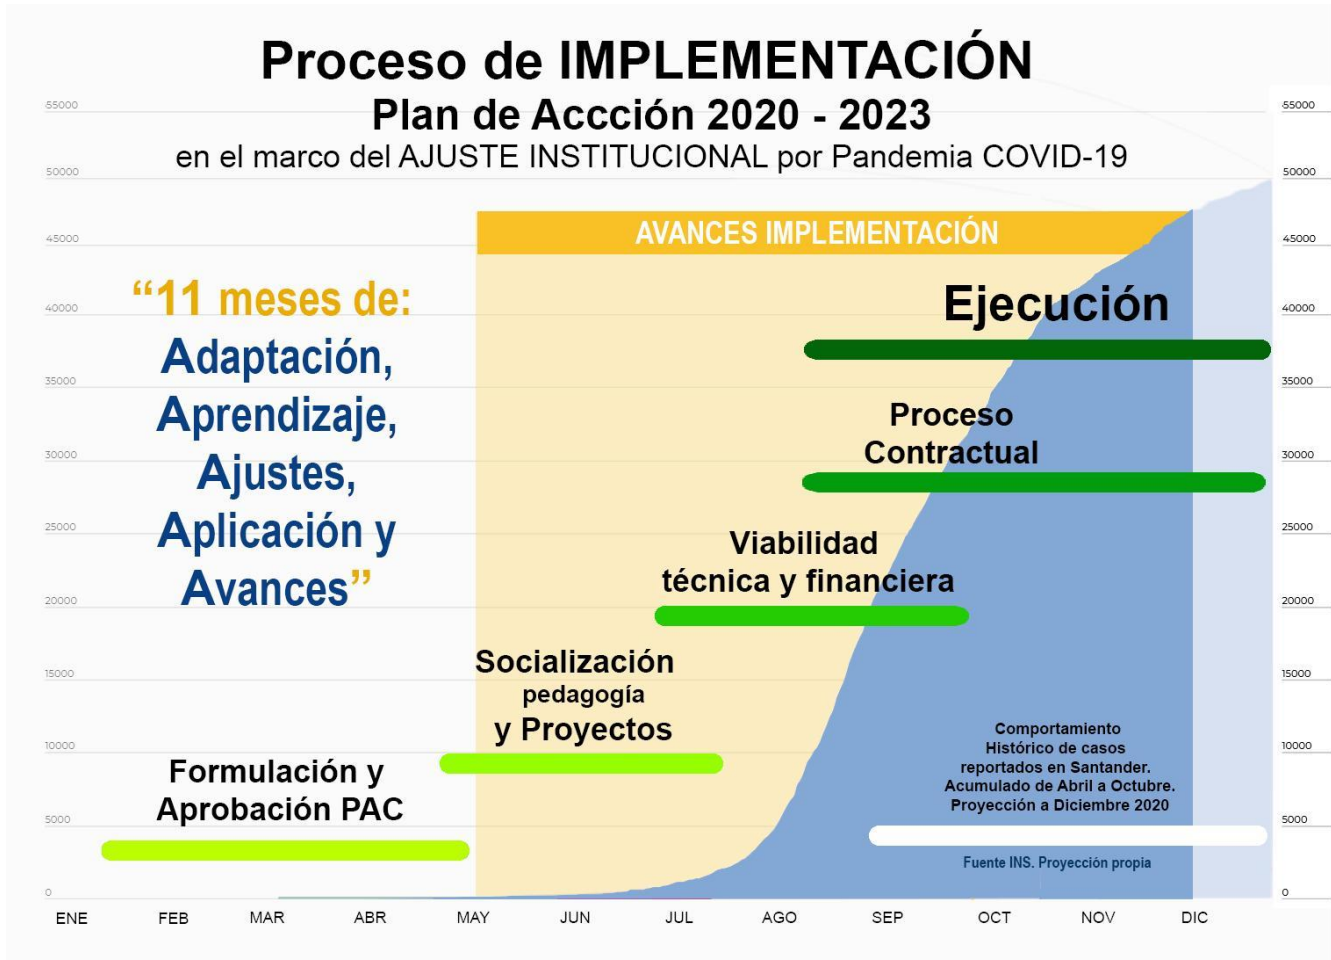 Proceso de IMPLEMENTACIÓN
Plan de Accción 2020 - 2023
en el marco del AJUSTE INSTITUCIONAL por Pandemia COVID-19
55000
50000
45000
40000
35000
30000
25000
20000
15000
10000
5000
0
“11 meses de:
Adaptación,
Aprendizaje,
Ajustes,
Aplicación y
Avances”
AVANCES IMPLEMENTACIÓN
Ejecución
Proceso
Contractual
Viabilidad
técnica y financiera
Socialización
pedagogía
y Proyectos
Formulación y
Aprobación PAC
Comportamiento
Histórico de casos
reportados en Santander.
Acumulado de Abril a Octubre.
Proyección a Diciembre 2020
Fuente INS. Proyección propia
55000
50000
45000
40000
35000
30000
25000
20000
15000
10000
5000
0
ENE FEB MAR ABR MAY JUN JUL AGO SEP OCT NOV DIC